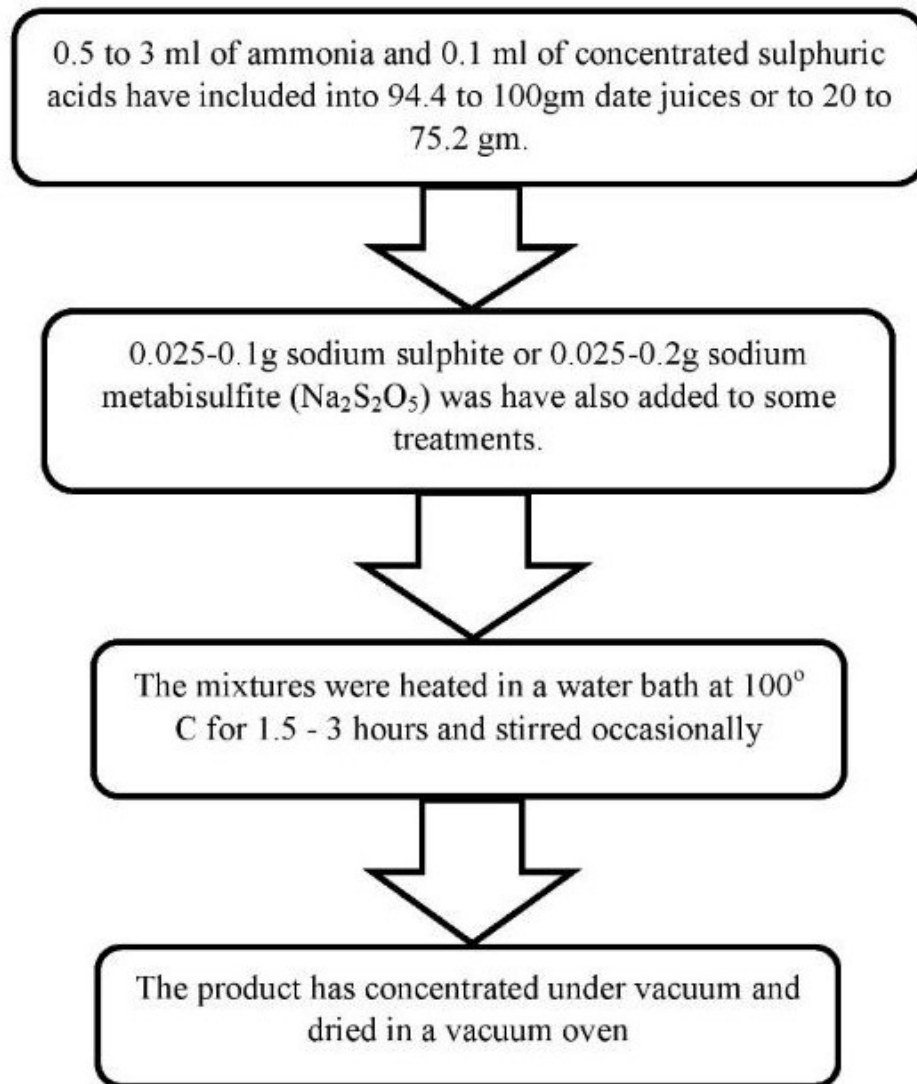 0.5 to 3 ml of ammonia and 0.1 ml of concentrated sulphuric
acids have included into 94.4 to 100gm date juices or to 20 to
75.2 gm.
0.025-0.1g sodium sulphite or 0.025-0.2g sodium
metabisulfite (Na₂S₂O₅) was have also added to some
treatments.
The mixtures were heated in a water bath at 100°
C for 1.5 - 3 hours and stirred occasionally
The product has concentrated under vacuum and
dried in a vacuum oven